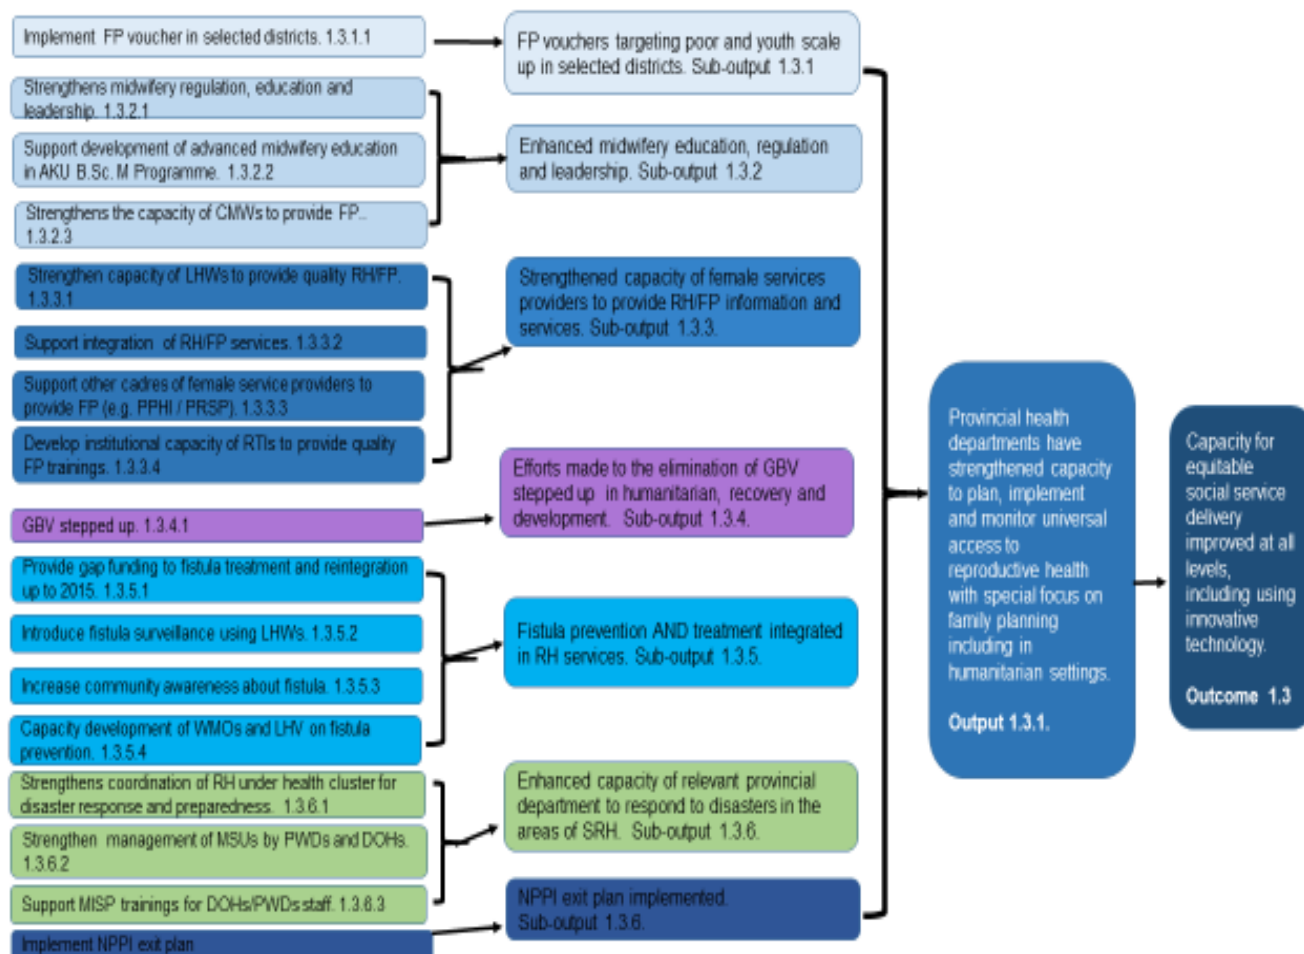 Implement FP voucher in selected districts. 1.3.1.1
Strengthens midwifery regulation, education and
leadership. 1.3.2.1
Support development of advanced midwifery education
in AKU B.Sc. M Programme. 1.3.2.2
Strengthens the capacity of CMWs to provide FP..
1.3.2.3
Strengthen capacity of LHWs to provide quality RH/FP.
1.3.3.1
Support integration of RH/FP services. 1.3.3.2
Support other cadres of female service providers to
provide FP (e.g. PPHI / PRSP). 1.3.3.3
Develop institutional capacity of RTIs to provide quality
FP trainings. 1.3.3.4
GBV stepped up. 1.3.4.1
Provide gap funding to fistula treatment and reintegration
up to 2015. 1.3.5.1
Introduce fistula surveillance using LHWs. 1.3.5.2
Increase community awareness about fistula. 1.3.5.3
Capacity development of WMOs and LHV on fistula
prevention. 1.3.5.4
Strengthens coordination of RH under health cluster for
disaster response and preparedness. 1.3.6.1
Strengthen management of MSUs by PWDs and DOHs.
1.3.6.2
Support MISP trainings for DOHs/PWDs staff. 1.3.6.3
Implement NPPI exit plan
FP vouchers targeting poor and youth scale
up in selected districts. Sub-output 1.3.1
Enhanced midwifery education, regulation
and leadership. Sub-output 1.3.2
Strengthened capacity of female services
providers to provide RH/FP information and
services. Sub-output 1.3.3.
Efforts made to the elimination of GBV
stepped up in humanitarian, recovery and
development. Sub-output 1.3.4.
Fistula prevention AND treatment integrated
in RH services. Sub-output 1.3.5.
Enhanced capacity of relevant provincial
department to respond to disasters in the
areas of SRH. Sub-output 1.3.6.
NPPI exit plan implemented.
Sub-output 1.3.6.
Provincial health
departments have
strengthened capacity
to plan, implement
and monitor universal
access to
reproductive health
with special focus on
family planning
including in
humanitarian settings.
Output 1.3.1.
Capacity for
equitable
social service
delivery
improved at all
levels,
including using
innovative
technology.
Outcome 1.3